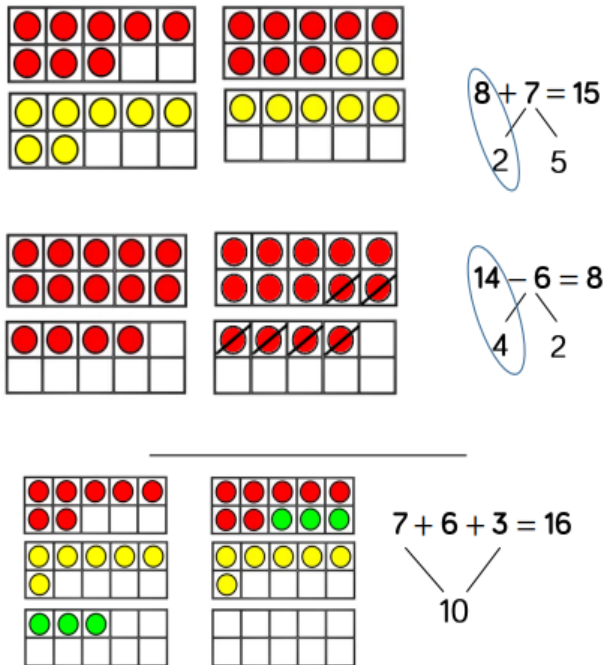 8 + 7 = 15
2 5
14 – 6 = 8
4 2
7 + 6 + 3 = 16
10